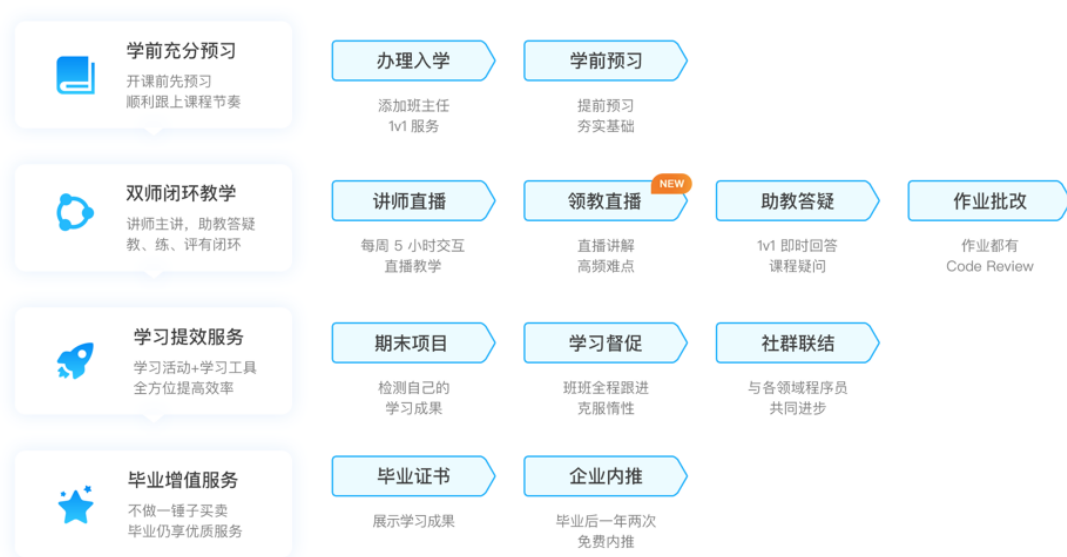 学前充分预习
开课前先预习
顺利跟上课程节奏
办理入学
添加班主任
1v1 服务
学前预习
提前预习
夯实基础
双师闭环教学
讲师主讲，助教答疑
教、练、评有闭环
讲师直播
每周 5 小时交互
直播教学
NEW
领教直播
直播讲解
高频难点
助教答疑
1v1 即时回答
课程疑问
作业批改
作业都有
Code Review
学习提效服务
学习活动+学习工具
全方位提高效率
期末项目
检测自己的
学习成果
学习督促
班班全程跟进
克服惰性
社群联结
与各领域程序员
共同进步
毕业增值服务
不做一锤子买卖
毕业仍享优质服务
毕业证书
展示学习成果
企业内推
毕业后一年两次
免费内推